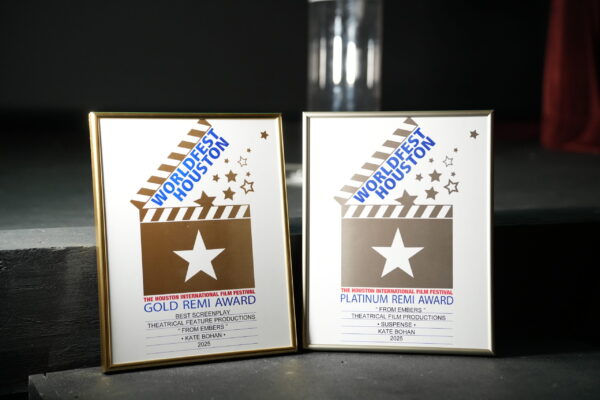 WORLDFEST
HOUSTON
THE HOUSTON INTERNATIONAL FILM FESTIVAL
GOLD REMI AWARD
BEST SCREENPLAY
THEATRICAL FEATURE PRODUCTIONS
" FROM EMBERS "
• KATE BOHAN •
2025
WORLDFEST
HOUSTON
THE HOUSTON INTERNATIONAL FILM FESTIVAL
PLATINUM REMI AWARD
" FROM EMBERS "
THEATRICAL FILM PRODUCTIONS
• SUSPENSE •
KATE BOHAN
2025